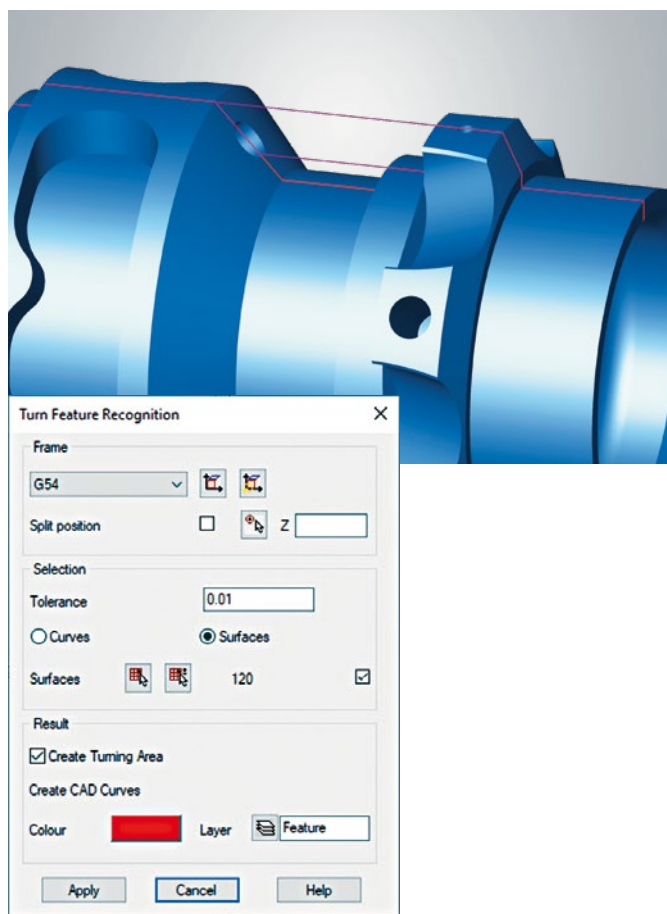 Turn Feature Recognition
Frame
G54
Split position Z
Selection
Tolerance 0.01
Curves Surfaces
Surfaces 120
Result
Create Turning Area
Create CAD Curves
Colour Layer Feature
Apply Cancel Help